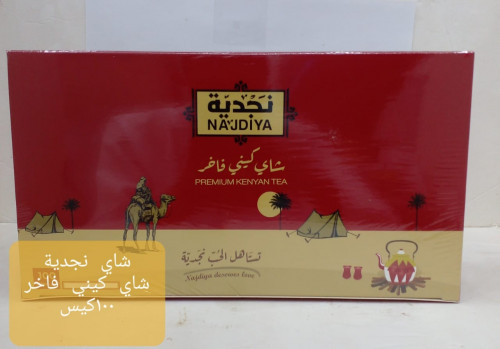 نجدية
NAJDIYA
شاي كيني فاخر
PREMIUM KENYAN TEA
تستاهل الحب نجدية
Najdiya deserves love
شاي نجدية
شاي كيني فاخر
١٠٠كيس